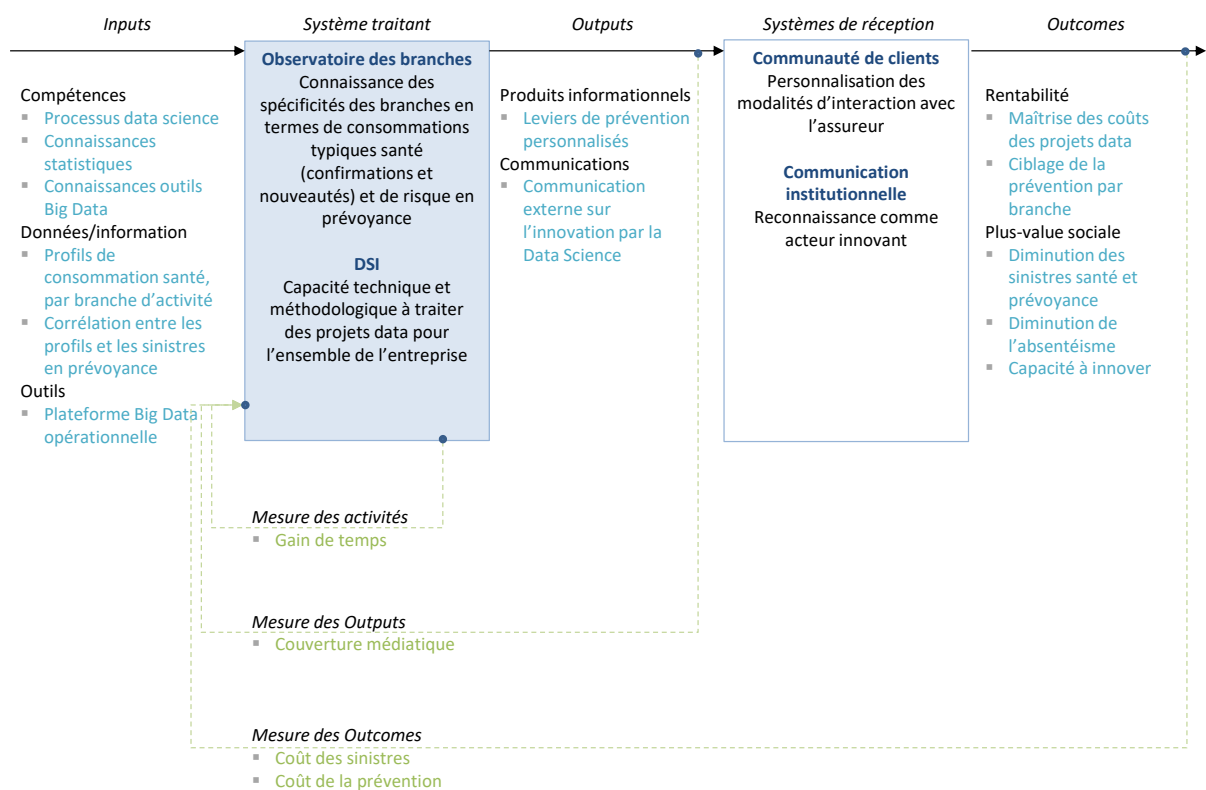 Inputs
Système traitant
Outputs
Systèmes de réception
Outcomes
Compétences
Processus data science
Connaissances
statistiques
Connaissances outils
Big Data
Données/information
Profils de
consommation santé,
par branche d'activité
Corrélation entre les
profils et les sinistres
en prévoyance
Outils
Plateforme Big Data
opérationnelle
Observatoire des branches
Connaissance des
spécificités des branches en
termes de consommations
typiques santé
(confirmations et
nouveautés) et de risque en
prévoyance
DSI
Capacité technique et
méthodologique à traiter
des projets data pour
l'ensemble de l'entreprise
Produits informationnels
Leviers de prévention
personnalisés
Communications
Communication
externe sur
l'innovation par la
Data Science
Communauté de clients
Personnalisation des
modalités d'interaction avec
l'assureur
Communication
institutionnelle
Reconnaissance comme
acteur innovant
Rentabilité
Maîtrise des coûts
des projets data
Ciblage de la
prévention par
branche
Plus-value sociale
Diminution des
sinistres santé et
prévoyance
Diminution de
l'absentéisme
Capacité à innover
Mesure des activités
Gain de temps
Mesure des Outputs
Couverture médiatique
Mesure des Outcomes
Coût des sinistres
Coût de la prévention